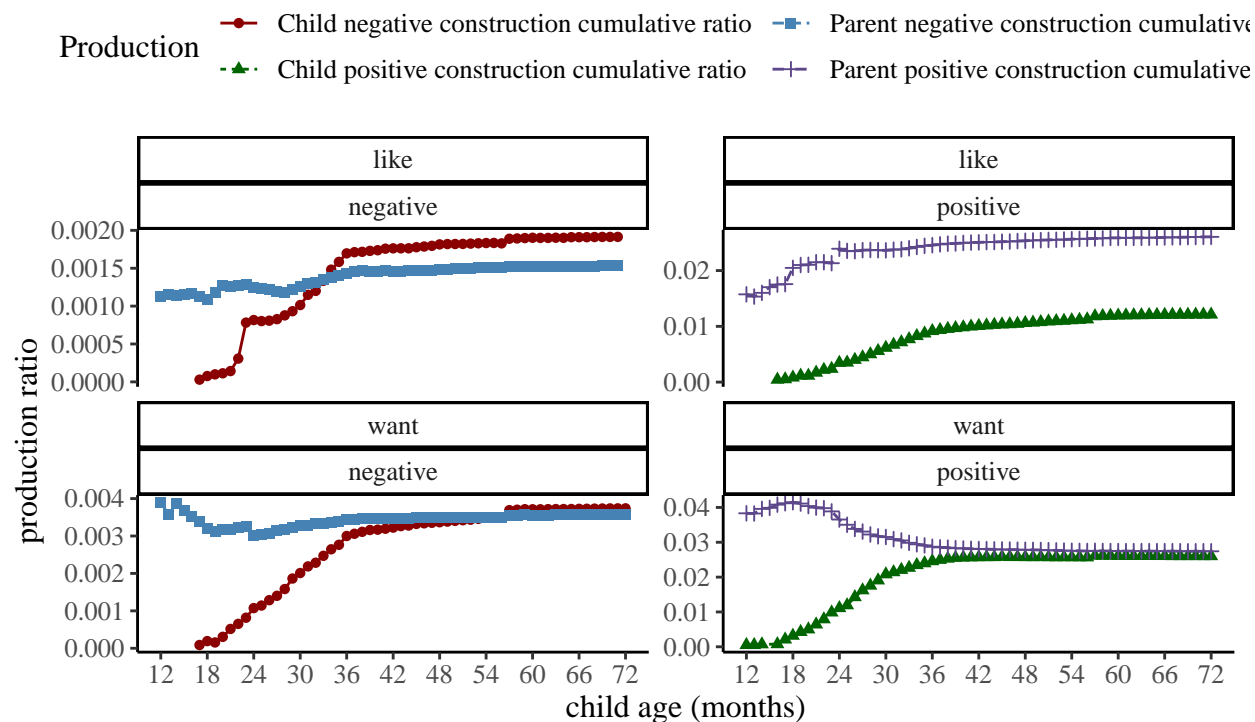 Production
Child negative construction cumulative ratio
Parent negative construction cumulative
Child positive construction cumulative ratio
Parent positive construction cumulative
like
like
negative
positive
0.0020
0.0015
0.0010
0.0005
0.0000
0.02
0.01
0.00
want
want
negative
positive
0.004
0.003
0.002
0.001
0.000
0.04
0.03
0.02
0.01
0.00
12 18 24 30 36 42 48 54 60 66 72
12 18 24 30 36 42 48 54 60 66 72
production ratio
child age (months)